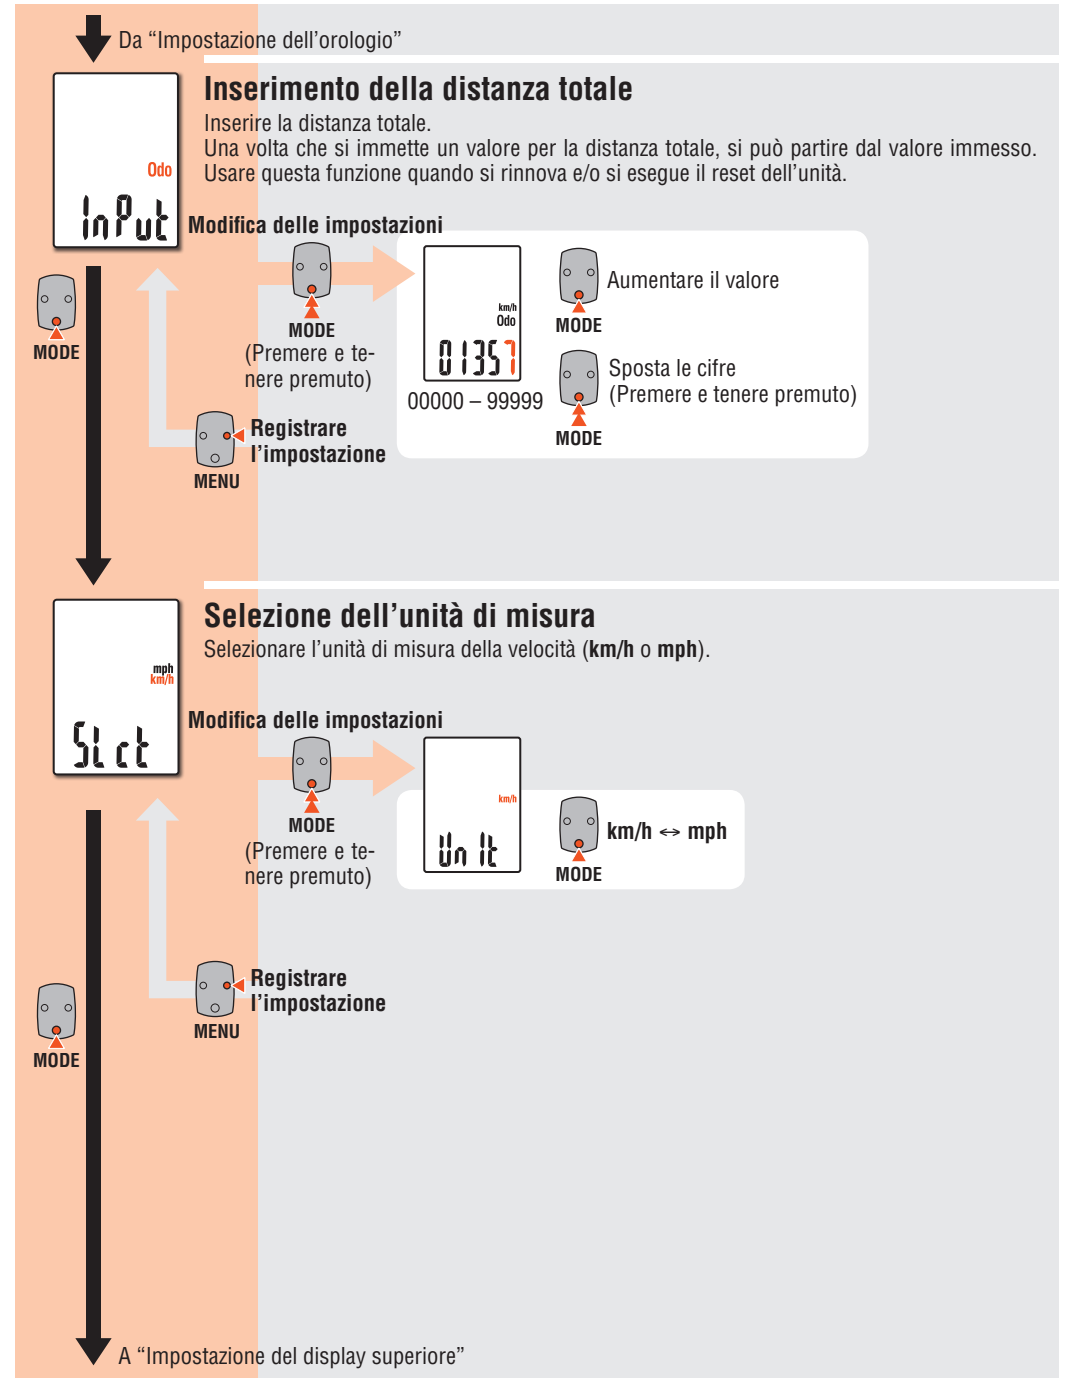 Da “Impostazione dell’orologio”
Inserimento della distanza totale
Inserire la distanza totale.
Una volta che si immette un valore per la distanza totale, si può partire dal valore immesso.
Usare questa funzione quando si rinnova e/o si esegue il reset dell’unità.
Odo
InPut
Modifica delle impostazioni
MODE
MODE
(Premere e te-
nere premuto)
km/h
Odo
01357
00000 – 99999
Aumentare il valore
MODE
Sposta le cifre
(Premere e tenere premuto)
MODE
Registrare
l’impostazione
MENU
Selezione dell’unità di misura
Selezionare l’unità di misura della velocità (km/h o mph).
mph
km/h
SLct
Modifica delle impostazioni
MODE
(Premere e te-
nere premuto)
km/h
UnIt
km/h ⇔ mph
MODE
Registrare
l’impostazione
MENU
MODE
A “Impostazione del display superiore”